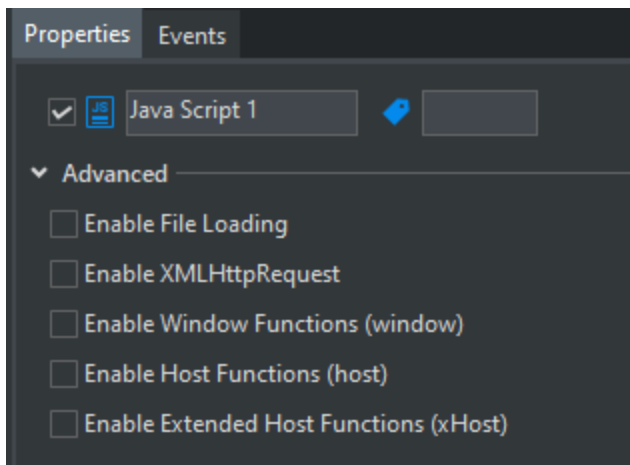 Properties Events
JS Java Script 1
Advanced
Enable File Loading
Enable XMLHttpRequest
Enable Window Functions (window)
Enable Host Functions (host)
Enable Extended Host Functions (xHost)